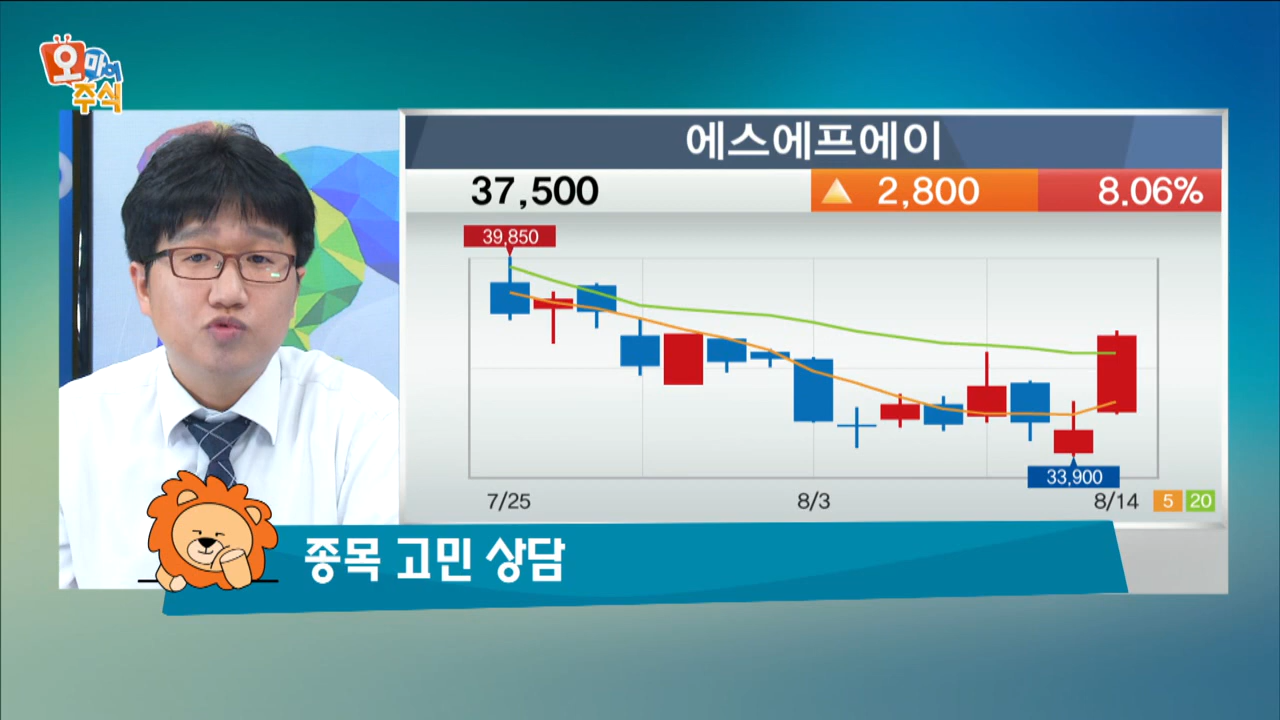 오마이
주식
에스에프에이
37,500 ▲ 2,800 8.06%
39,850
33,900
7/25 8/3 8/14 5 20
종목 고민 상담